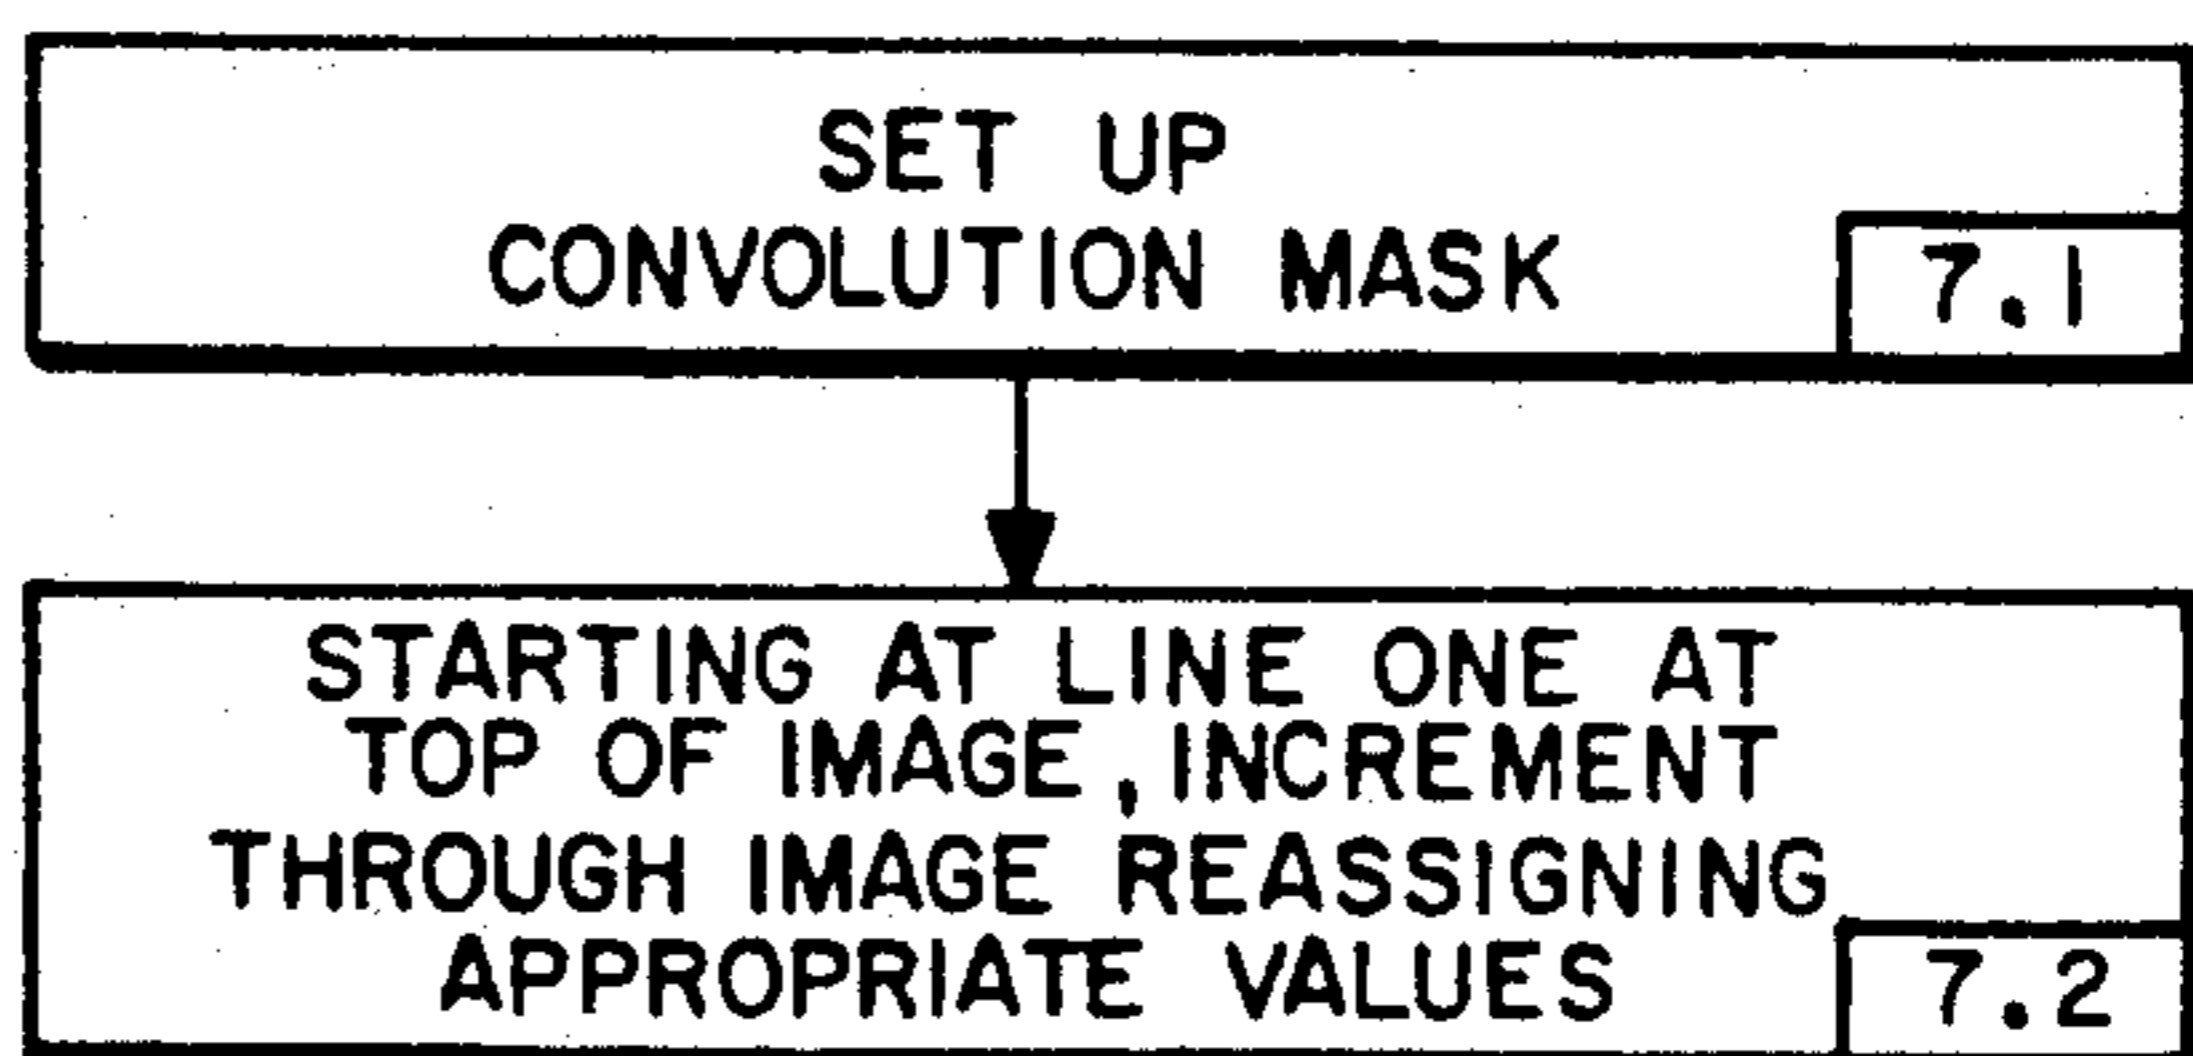 SET UP
CONVOLUTION MASK
7.1
STARTING AT LINE ONE AT
TOP OF IMAGE, INCREMENT
THROUGH IMAGE REASSIGNING
APPROPRIATE VALUES
7.2